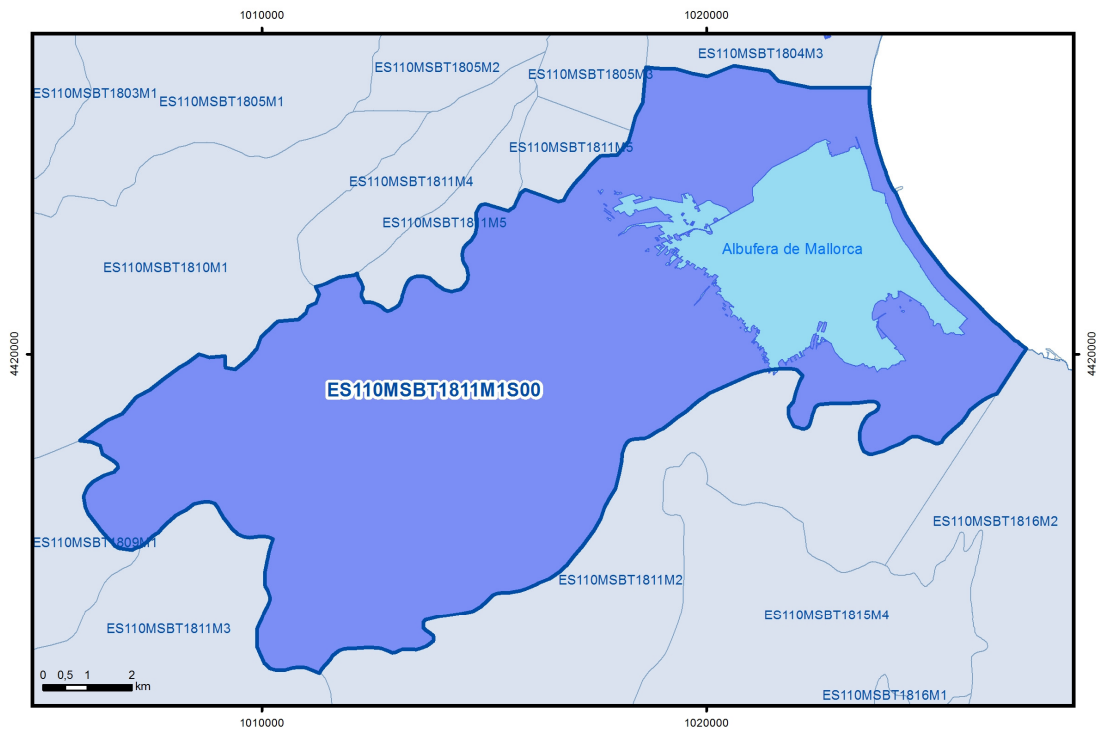 1010000
1020000
ES110MSBT1804M3
ES110MSBT1805M2
ES110MSBT1805M3
ES110MSBT1803M1
ES110MSBT1805M1
ES110MSBT1811M5
ES110MSBT1811M4
ES110MSBT1811M5
Albufera de Mallorca
ES110MSBT1810M1
4420000
4420000
ES110MSBT1811M1S00
ES110MSBT1816M2
ES110MSBT1809M1
ES110MSBT1811M2
ES110MSBT1815M4
ES110MSBT1811M3
0 0,5 1 2
km
ES110MSBT1816M1
1010000
1020000